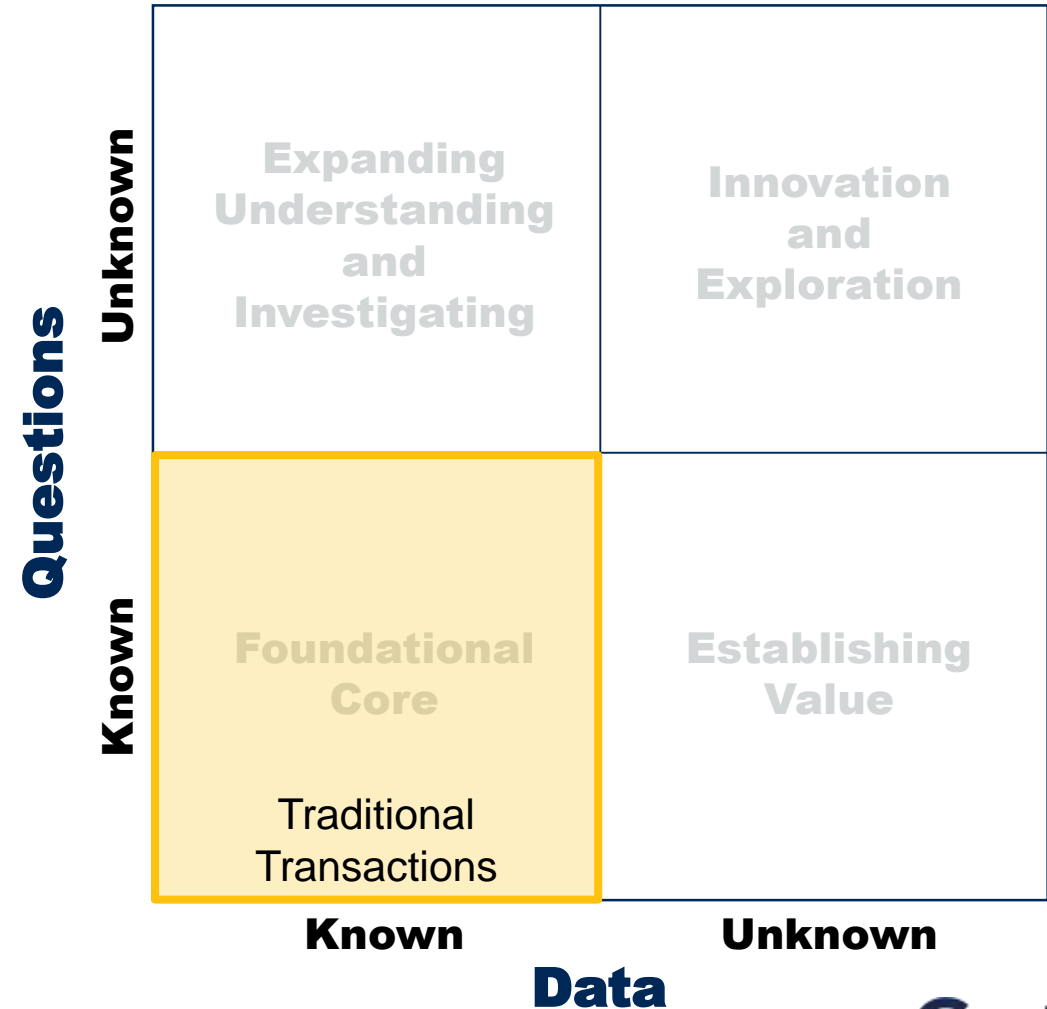 Questions
Unknown
Known
Expanding
Understanding
and
Investigating
Innovation
and
Exploration
Foundational
Core
Traditional
Transactions
Establishing
Value
Known
Unknown
Data